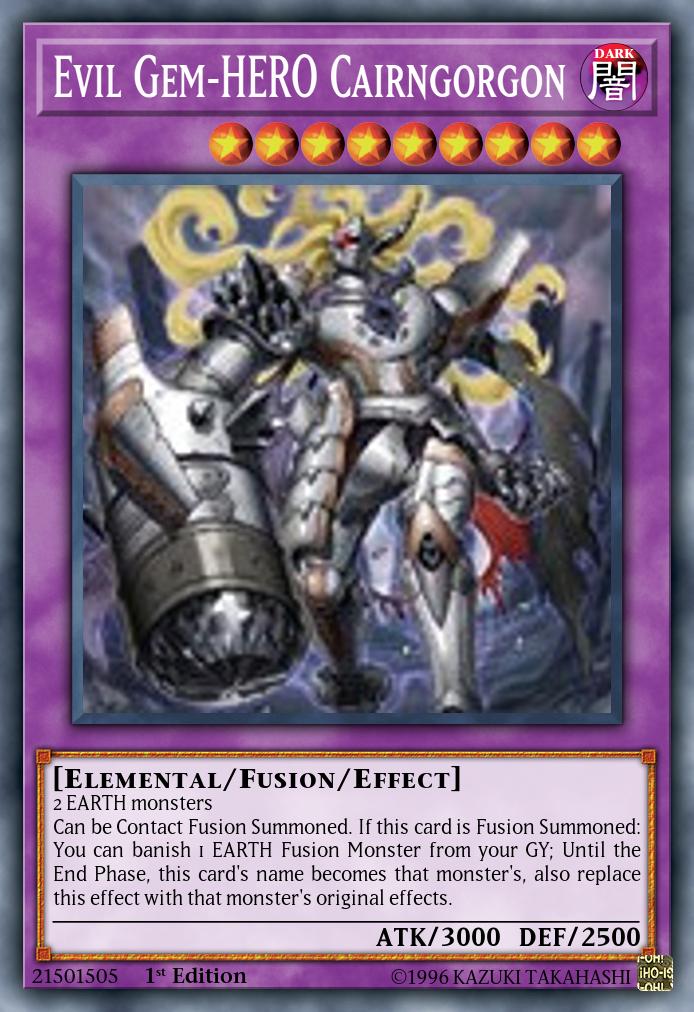 Evil Gem-HERO Cairngorgon
DARK
闇
[Elemental/Fusion/Effect]
2 EARTH monsters
Can be Contact Fusion Summoned. If this card is Fusion Summoned:
You can banish 1 EARTH Fusion Monster from your GY; Until the
End Phase, this card's name becomes that monster's, also replace
this effect with that monster's original effects.
ATK/3000 DEF/2500
21501505 1st Edition ©1996 KAZUKI TAKAHASHI